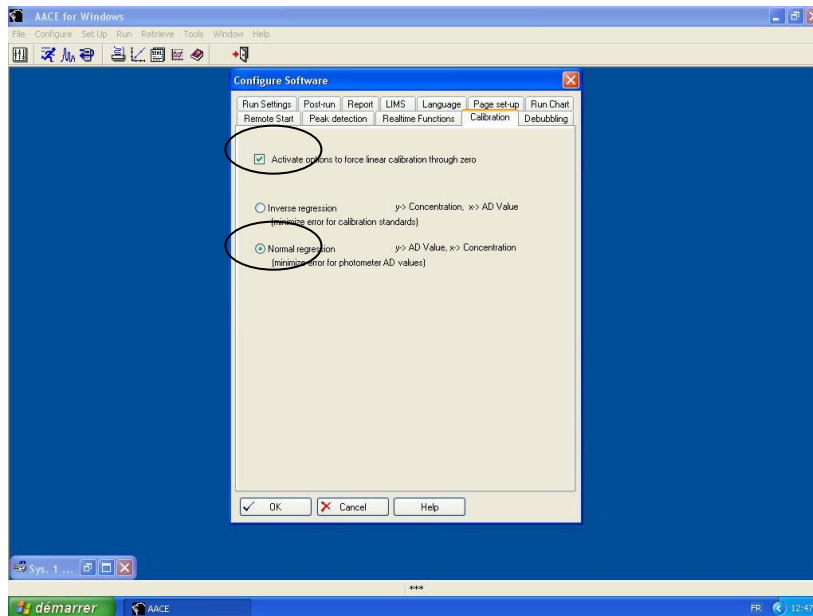 AACE for Windows
File Configure Set Up Run Retrieve Tools Window Help
Configure Software
Run Settings Post-run Report LIMS Language Page set-up Run Chart
Remote Start Peak detection Realtime Functions Calibration Debubbling
Activate options to force linear calibration through zero
Inverse regression y-> Concentration, x-> AD Value
(minimize error for calibration standards)
Normal regression y-> AD Value, x-> Concentration
(minimize error for photometer AD values)
OK Cancel Help
Sys. 1 ...
***
démarrer AACE FR 12:47